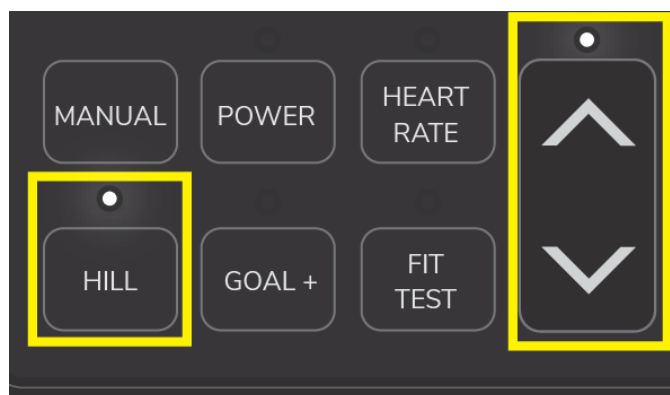 MANUAL
POWER
HEART
RATE
HILL
GOAL +
FIT
TEST